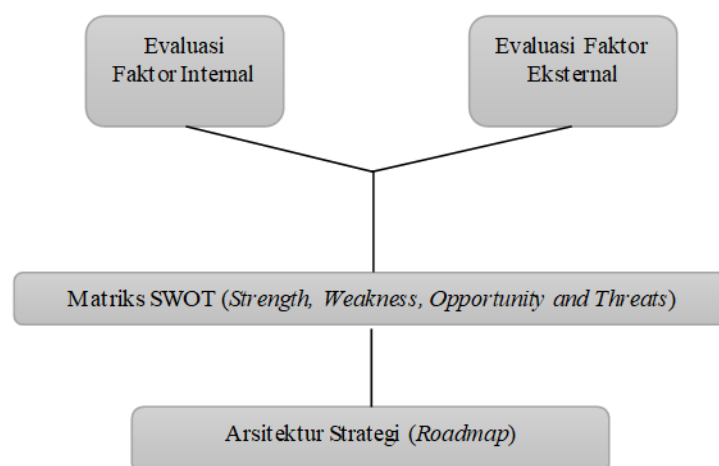 Evaluasi
Faktor Internal
Evaluasi Faktor
Eksternal
Matriks SWOT (Strength, Weakness, Opportunity and Threats)
Arsitektur Strategi (Roadmap)